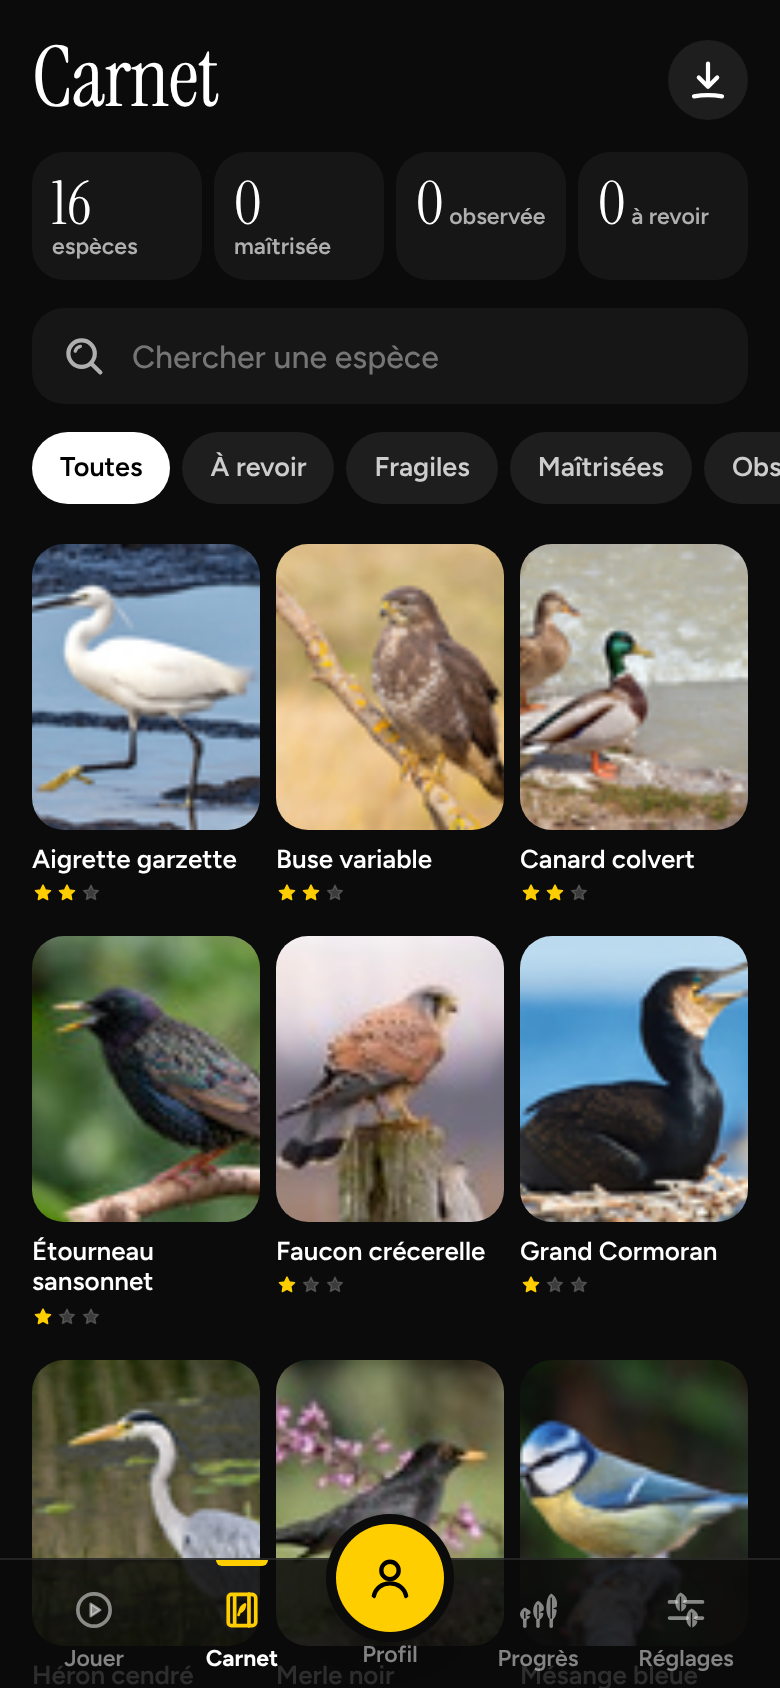 Carnet
16
espèces
0
maîtrisée
0 observée
0 à revoir
Chercher une espèce
Toutes
À revoir
Fragiles
Maîtrisées
Obs
Aigrette garzette
Buse variable
Canard colvert
Étourneau
sansonnet
Faucon crécerelle
Grand Cormoran
Jouer
Carnet
Profil
Progrès
Réglages
Héron cendré
Merle noir
Mésange bleue